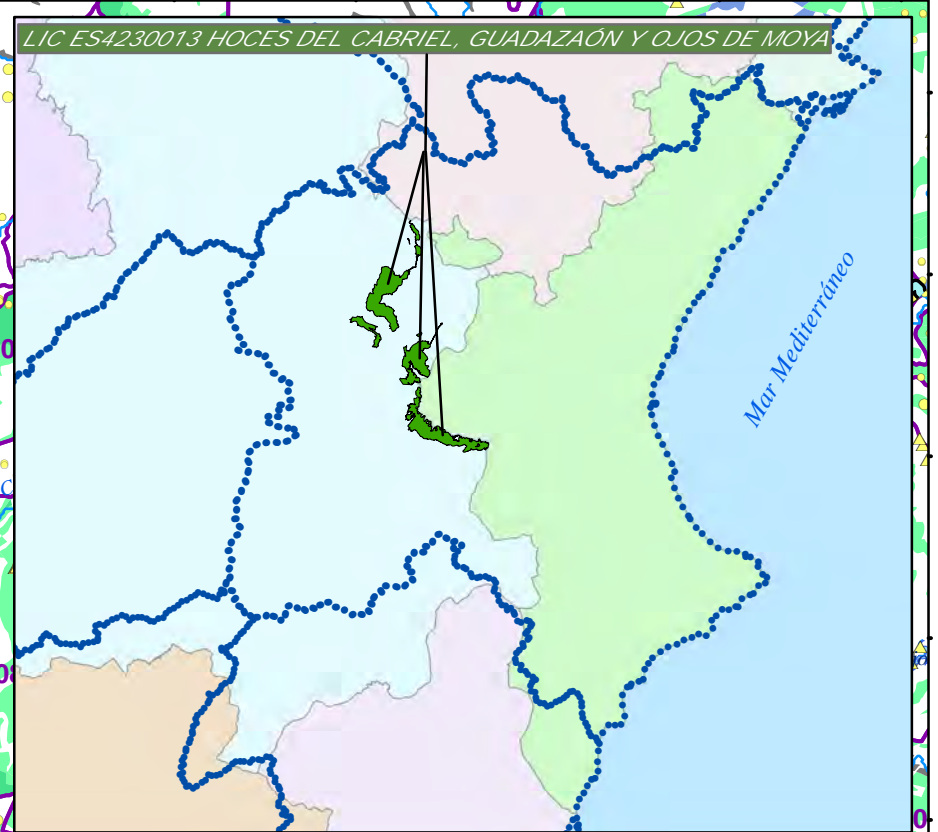 LIC ES4230013 HOCES DEL CABRIEL, GUADAZAÓN Y OJOS DE MOYA
Mar Mediterráneo